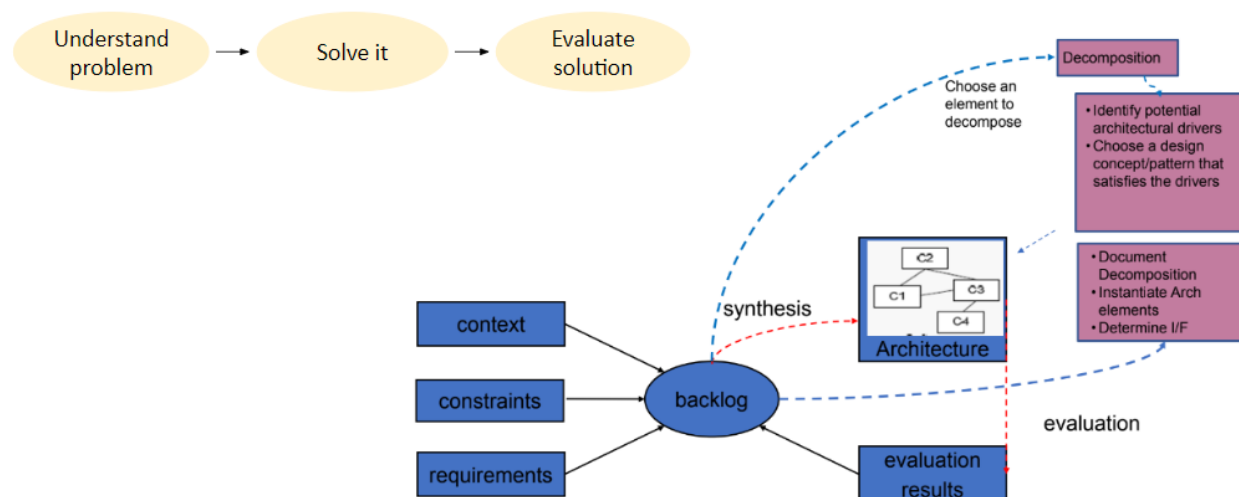 Understand
problem
Solve it
Evaluate
solution
Decomposition
Choose an
element to
decompose
• Identify potential
architectural drivers
• Choose a design
concept/pattern that
satisfies the drivers
C2
C1
C3
C4
Architecture
• Document
Decomposition
• Instantiate Arch
elements
• Determine I/F
synthesis
context
constraints
requirements
backlog
evaluation
evaluation
results